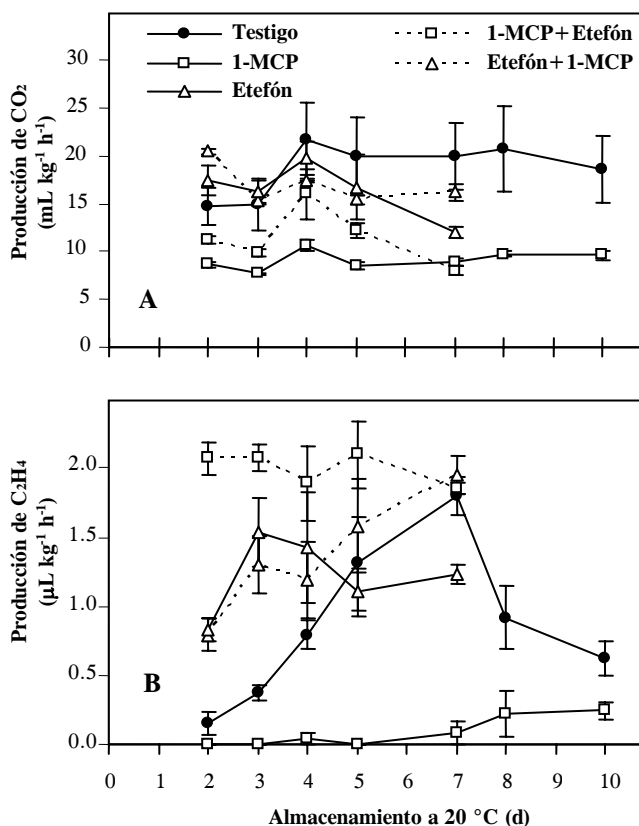 Testigo
1-MCP
Etefón
1-MCP+Etefón
Etefón+1-MCP
Producción de CO₂
(mL kg⁻¹ h⁻¹)
35
30
25
20
15
10
5
0
A
Producción de C₂H₄
(µL kg⁻¹ h⁻¹)
2.0
1.5
1.0
0.5
0.0
B
0 1 2 3 4 5 6 7 8 9 10
Almacenamiento a 20 °C (d)